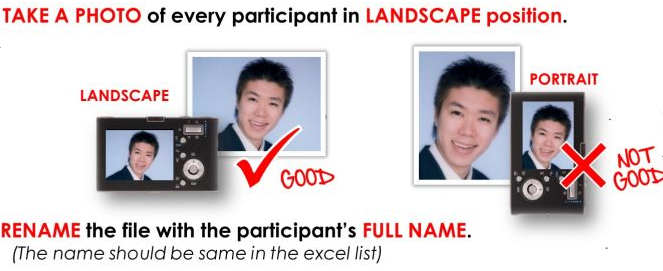 TAKE A PHOTO of every participant in LANDSCAPE position.
LANDSCAPE
GOOD
PORTRAIT
NOT
GOOD
RENAME the file with the participant's FULL NAME.
(The name should be same in the excel list)